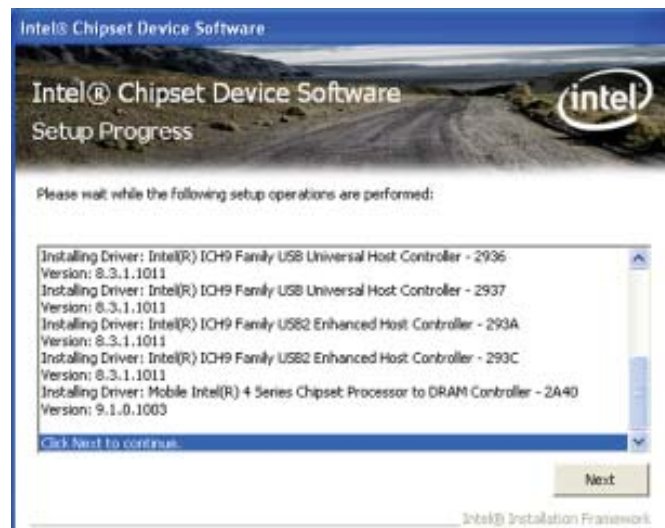 Intel® Chipset Device Software
Intel® Chipset Device Software
intel
Setup Progress
Please wait while the following setup operations are performed:
Installing Driver: Intel(R) ICH9 Family USB Universal Host Controller - 2936
Version: 8.3.1.1011
Installing Driver: Intel(R) ICH9 Family USB Universal Host Controller - 2937
Version: 8.3.1.1011
Installing Driver: Intel(R) ICH9 Family USB2 Enhanced Host Controller - 293A
Version: 8.3.1.1011
Installing Driver: Intel(R) ICH9 Family USB2 Enhanced Host Controller - 293C
Version: 8.3.1.1011
Installing Driver: Mobile Intel(R) 4 Series Chipset Processor to DRAM Controller - 2A40
Version: 9.1.0.1003
Click Next to continue.
Next
Intel® Installation Framework